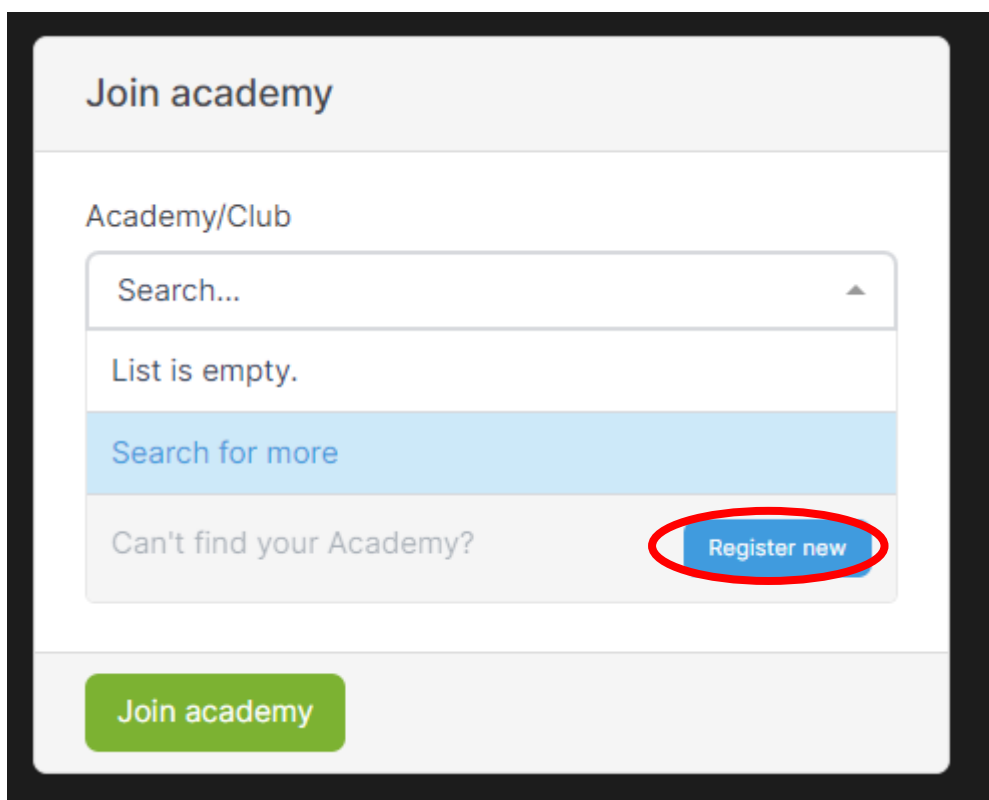 Join academy
Academy/Club
Search...
List is empty.
Search for more
Can't find your Academy?
Register new
Join academy